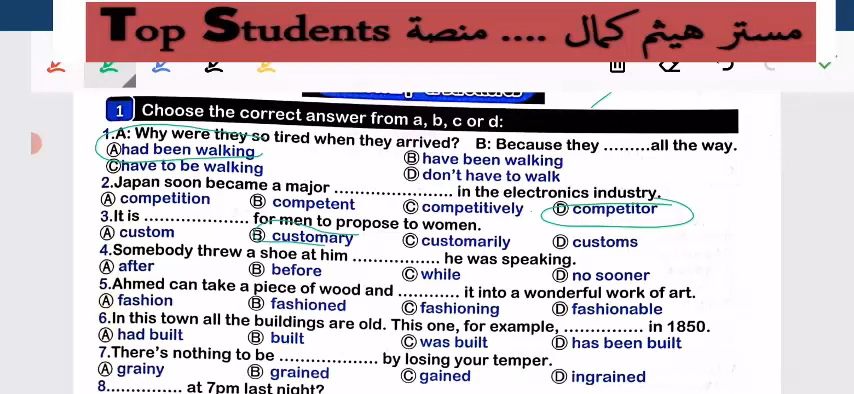 Top Students مستر هيثم كمال .... منصة
1 Choose the correct answer from a, b, c or d:
1.A: Why were they so tired when they arrived? B: Because they .........all the way.
Ⓐhad been walking Ⓑ have been walking
Ⓒhave to be walking Ⓓ don't have to walk
2.Japan soon became a major ...................... in the electronics industry.
Ⓐ competition Ⓑ competent Ⓒ competitively Ⓓ competitor
3.It is ................... for men to propose to women.
Ⓐ custom Ⓑ customary Ⓒ customarily Ⓓ customs
4.Somebody threw a shoe at him ................ he was speaking.
Ⓐ after Ⓑ before Ⓒ while Ⓓ no sooner
5.Ahmed can take a piece of wood and ........... it into a wonderful work of art.
Ⓐ fashion Ⓑ fashioned Ⓒ fashioning Ⓓ fashionable
6.In this town all the buildings are old. This one, for example, .............. in 1850.
Ⓐ had built Ⓑ built Ⓒ was built Ⓓ has been built
7.There's nothing to be .................. by losing your temper.
Ⓐ grainy Ⓑ grained Ⓒ gained Ⓓ ingrained
8............... at 7pm last night?